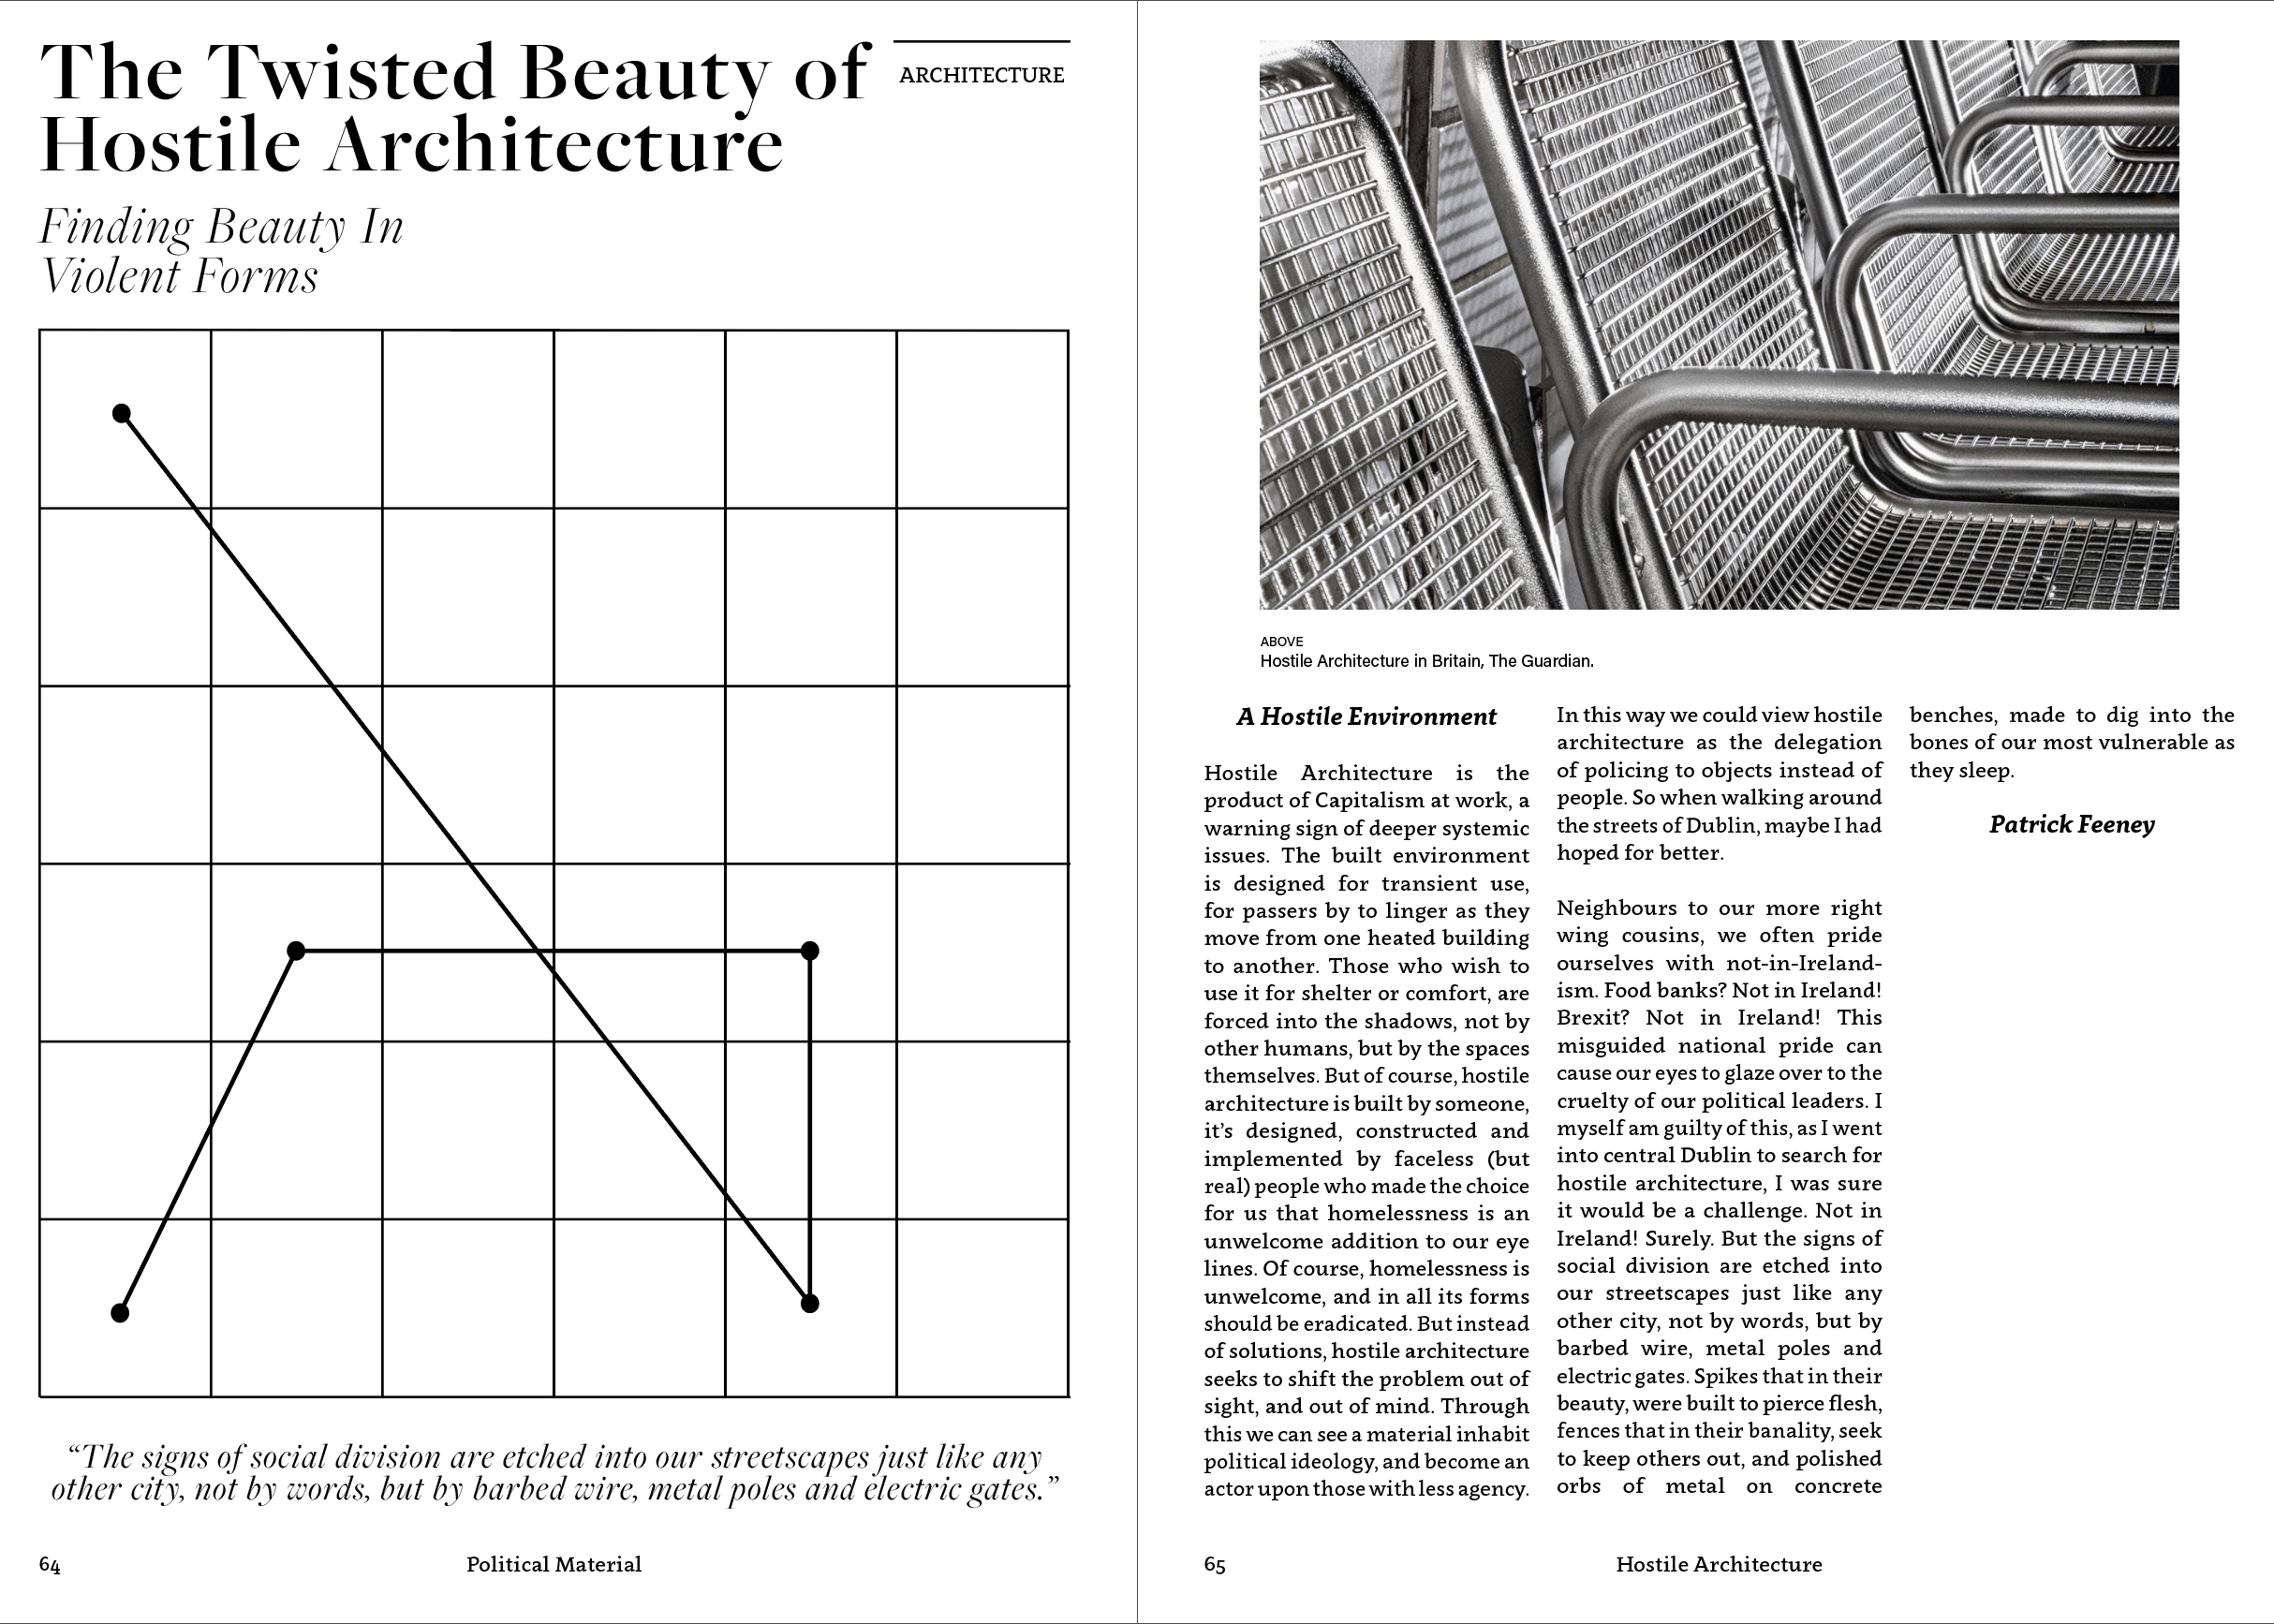 The Twisted Beauty of
Hostile Architecture
ARCHITECTURE
Finding Beauty In
Violent Forms
“The signs of social division are etched into our streetscapes just like any
other city, not by words, but by barbed wire, metal poles and electric gates.”
64
Political Material
ABOVE
Hostile Architecture in Britain, The Guardian.
A Hostile Environment
Hostile Architecture is the
product of Capitalism at work, a
warning sign of deeper systemic
issues. The built environment
is designed for transient use,
for passers by to linger as they
move from one heated building
to another. Those who wish to
use it for shelter or comfort, are
forced into the shadows, not by
other humans, but by the spaces
themselves. But of course, hostile
architecture is built by someone,
it’s designed, constructed and
implemented by faceless (but
real) people who made the choice
for us that homelessness is an
unwelcome addition to our eye
lines. Of course, homelessness is
unwelcome, and in all its forms
should be eradicated. But instead
of solutions, hostile architecture
seeks to shift the problem out of
sight, and out of mind. Through
this we can see a material inhabit
political ideology, and become an
actor upon those with less agency.
In this way we could view hostile
architecture as the delegation
of policing to objects instead of
people. So when walking around
the streets of Dublin, maybe I had
hoped for better.
Neighbours to our more right
wing cousins, we often pride
ourselves with not-in-Ireland-
ism. Food banks? Not in Ireland!
Brexit? Not in Ireland! This
misguided national pride can
cause our eyes to glaze over to the
cruelty of our political leaders. I
myself am guilty of this, as I went
into central Dublin to search for
hostile architecture, I was sure
it would be a challenge. Not in
Ireland! Surely. But the signs of
social division are etched into
our streetscapes just like any
other city, not by words, but by
barbed wire, metal poles and
electric gates. Spikes that in their
beauty, were built to pierce flesh,
fences that in their banality, seek
to keep others out, and polished
orbs of metal on concrete
benches, made to dig into the
bones of our most vulnerable as
they sleep.
Patrick Feeney
65
Hostile Architecture